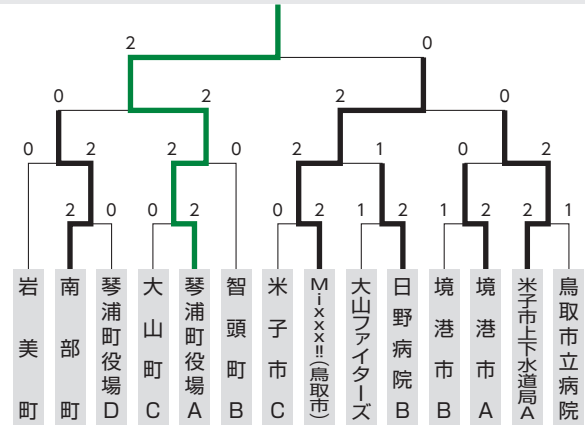 2 0
0 2 2 0
0 2 2 0 2 1 0 2
2 0 0 2 0 2 1 2 1 2 2 1
岩美町
南部町
琴浦町役場D
大山町C
琴浦町役場A
智頭町B
米子市C
Mixxx!!(鳥取市)
大山ファイターズ
日野病院B
境港市B
境港市A
米子市上下水道局A
鳥取市立病院